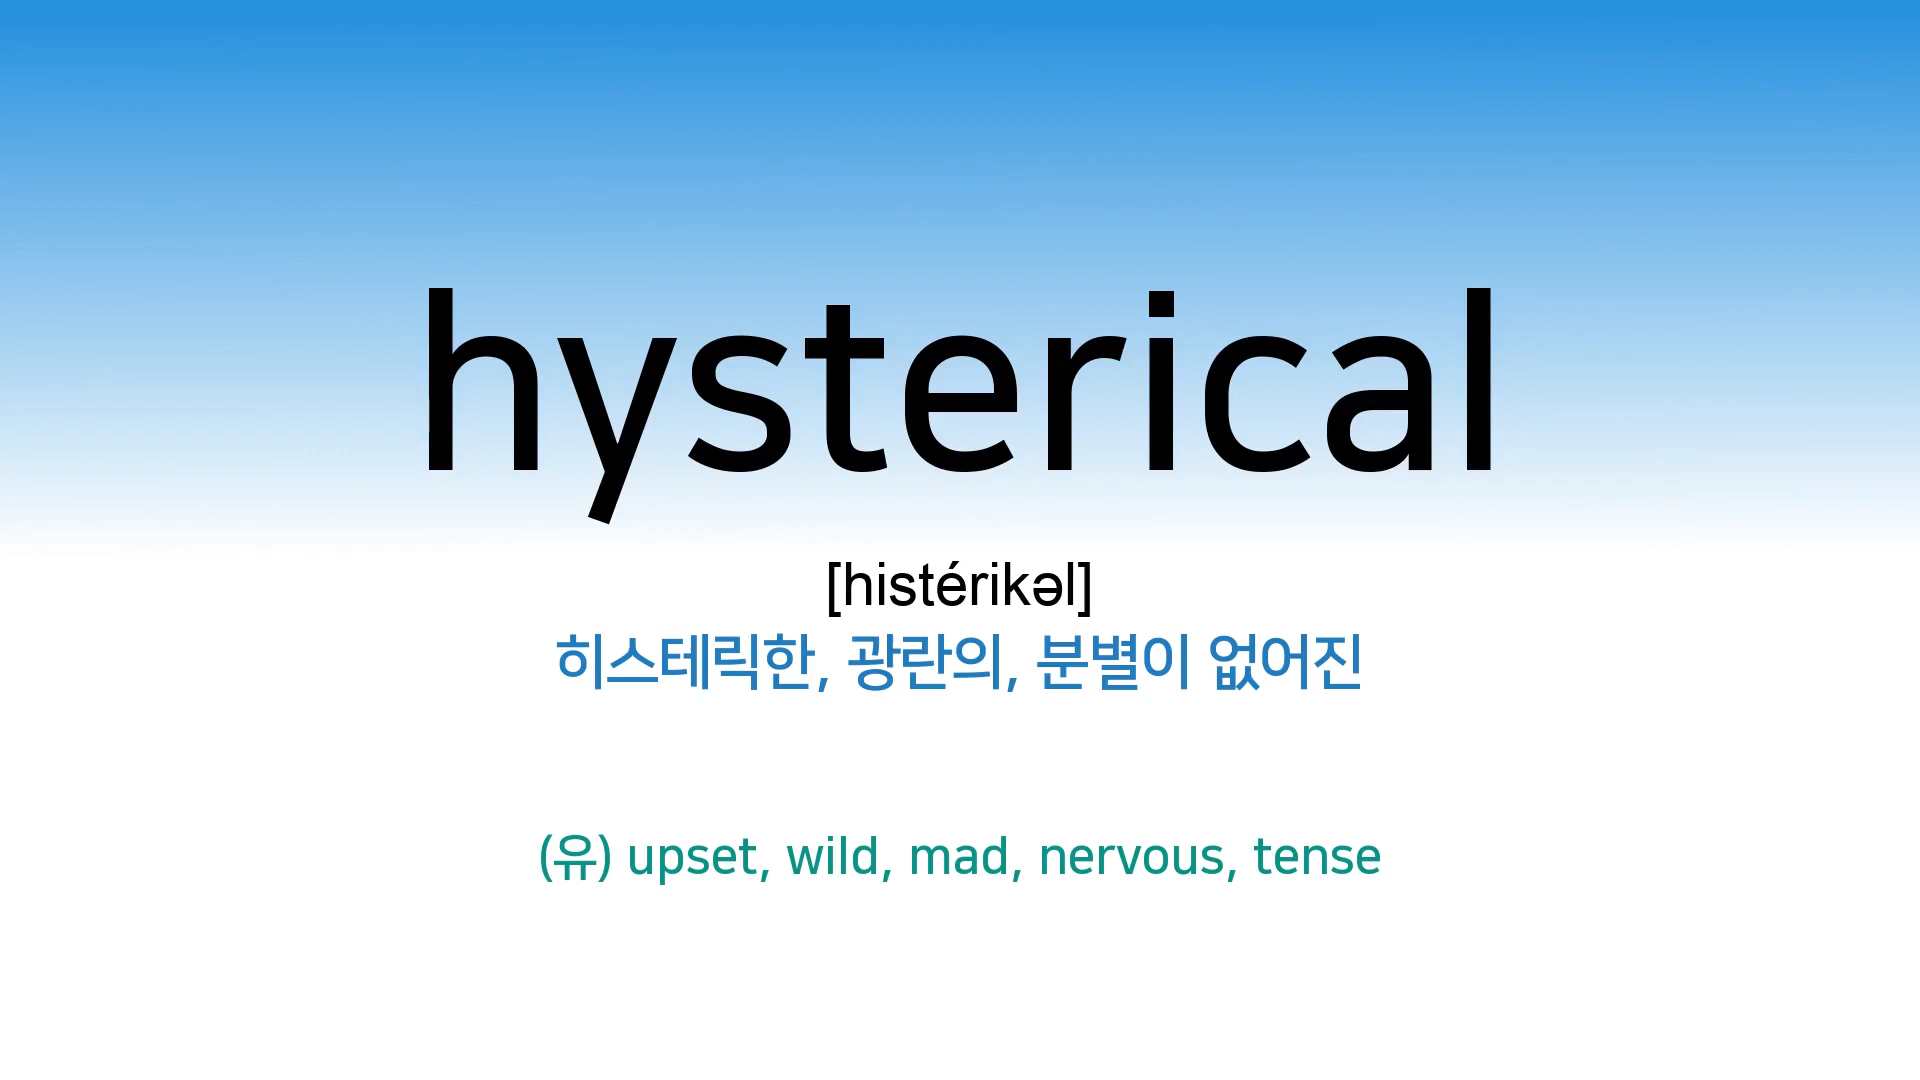 hysterical
[histérikəl]
히스테릭한, 광란의, 분별이 없어진
(유) upset, wild, mad, nervous, tense